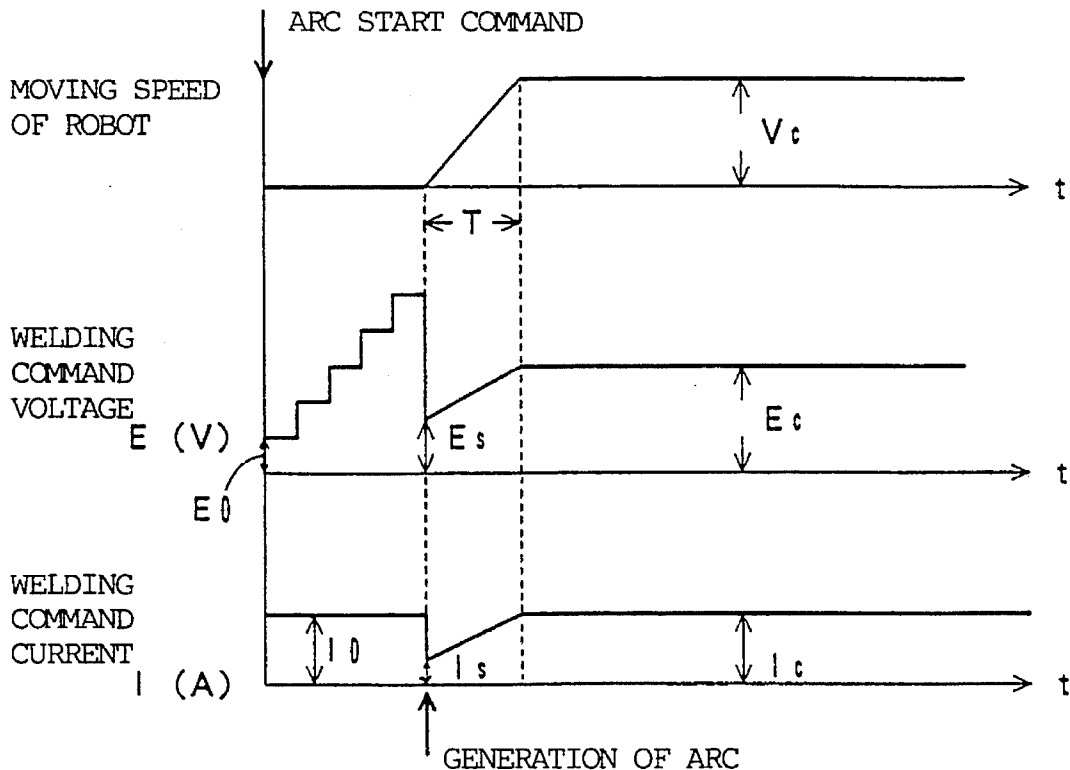 ARC START COMMAND
MOVING SPEED
OF ROBOT
Vc
t
T
WELDING
COMMAND
VOLTAGE
E (V)
Es
Ec
t
E0
WELDING
COMMAND
CURRENT
I (A)
I0
Is
Ic
t
GENERATION OF ARC